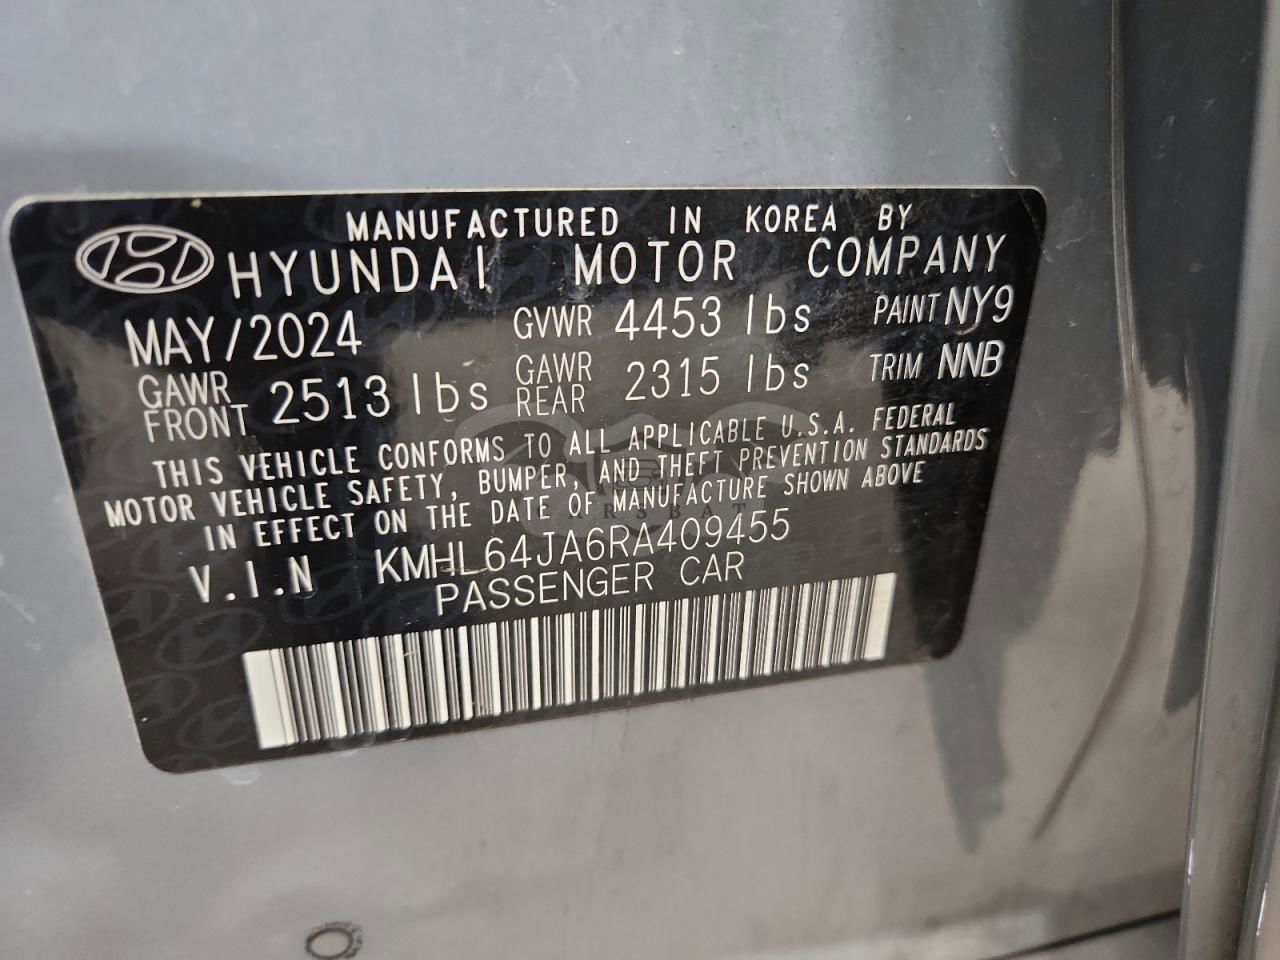 MANUFACTURED IN KOREA BY
HYUNDAI MOTOR COMPANY
MAY/2024 GVWR 4453 lbs PAINT NY9
GAWR FRONT 2513 lbs GAWR REAR 2315 lbs TRIM NNB
THIS VEHICLE CONFORMS TO ALL APPLICABLE U.S.A. FEDERAL
MOTOR VEHICLE SAFETY, BUMPER, AND THEFT PREVENTION STANDARDS
IN EFFECT ON THE DATE OF MANUFACTURE SHOWN ABOVE
CARSBAT
V.I.N KMHL64JA6RA409455
PASSENGER CAR